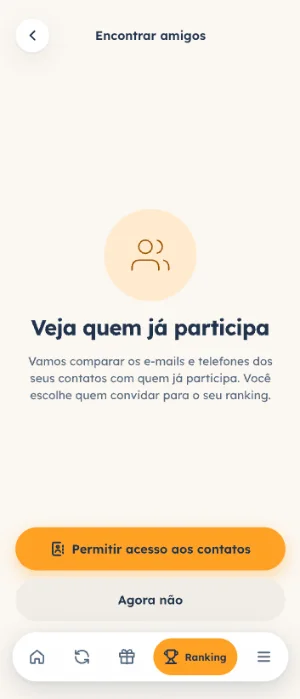 Encontrar amigos
Veja quem já participa
Vamos comparar os e-mails e telefones dos
seus contatos com quem já participa. Você
escolhe quem convidar para o seu ranking.
Permitir acesso aos contatos
Agora não
Ranking